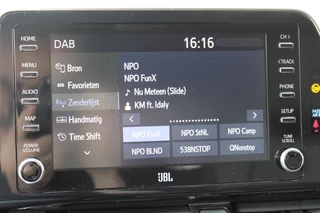 HOME
DAB
16:16
CH>
Bron
NPO
MENU
NPO FunX
<TRACK
Favorieten
Nu Meteen (Slide)
AUDIO
Zenderlijst
KM ft. Idaly
PHONE
MAP
Handmatig
SETUP
Time Shift
NPO FunX
NPO StNL
NPO Camp
POWER
VOLUME
NPO BLND
538NSTOP
QNonstop
TUNE
SCROLL
JBL